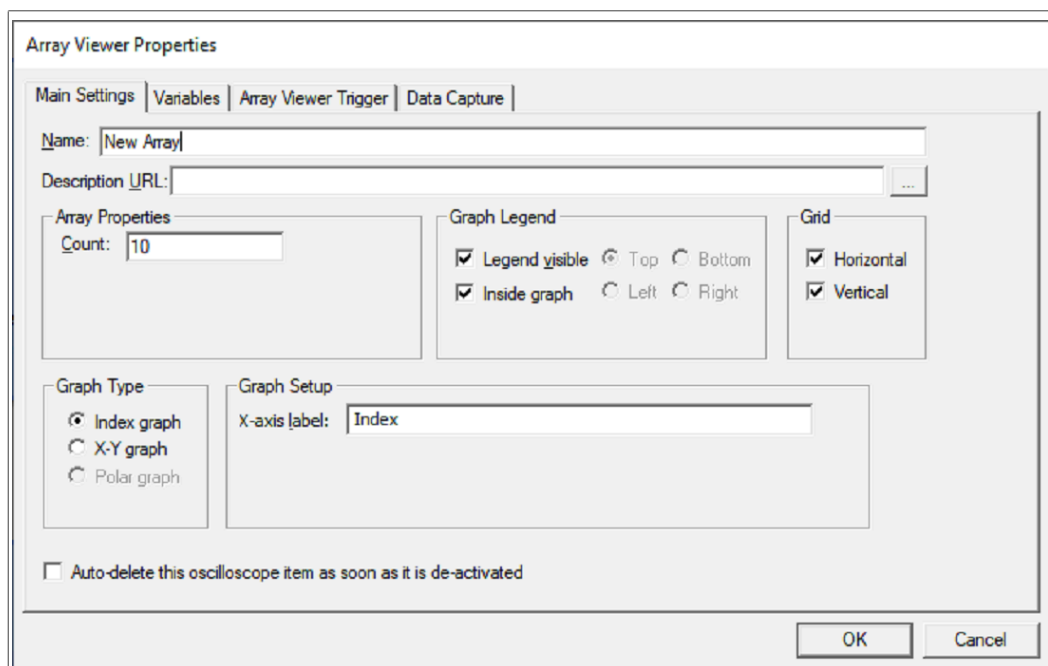 Array Viewer Properties
Main Settings Variables Array Viewer Trigger Data Capture
Name: New Array
Description URL: ...
Array Properties Graph Legend Grid
Count: 10
Legend visible Top Bottom Horizontal
Inside graph Left Right Vertical
Graph Type Graph Setup
Index graph X-axis label: Index
X-Y graph
Polar graph
Auto-delete this oscilloscope item as soon as it is de-activated
OK Cancel